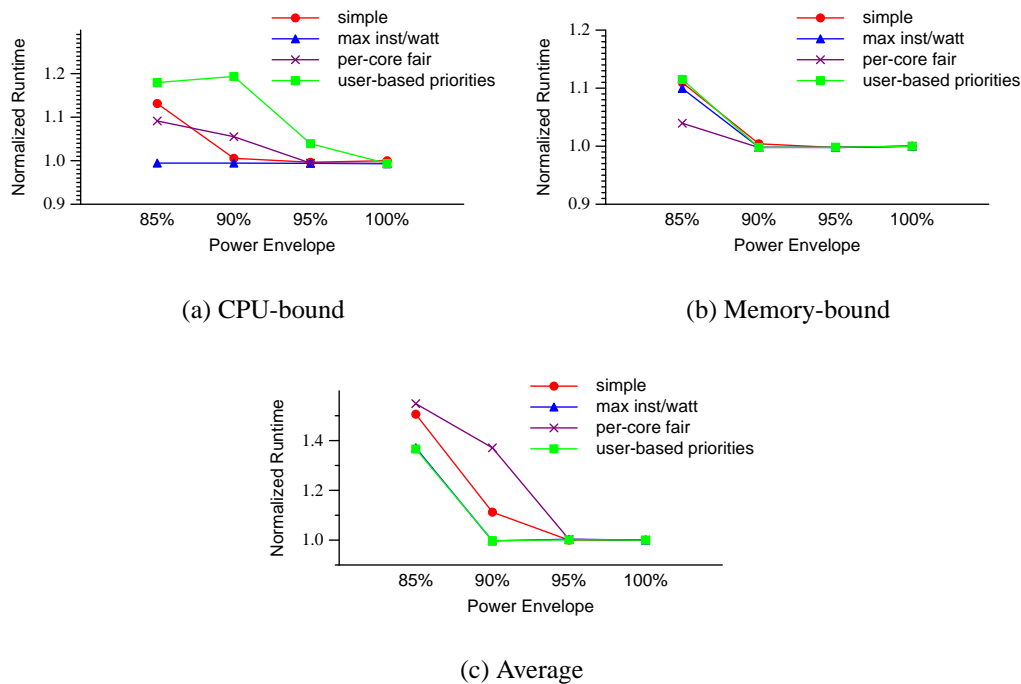 simple
max inst/watt
per-core fair
user-based priorities
1.2
1.1
1.0
0.9
Normalized Runtime
85% 90% 95% 100%
Power Envelope
(a) CPU-bound
simple
max inst/watt
per-core fair
user-based priorities
1.2
1.1
1.0
0.9
Normalized Runtime
85% 90% 95% 100%
Power Envelope
(b) Memory-bound
simple
max inst/watt
per-core fair
user-based priorities
1.4
1.2
1.0
Normalized Runtime
85% 90% 95% 100%
Power Envelope
(c) Average